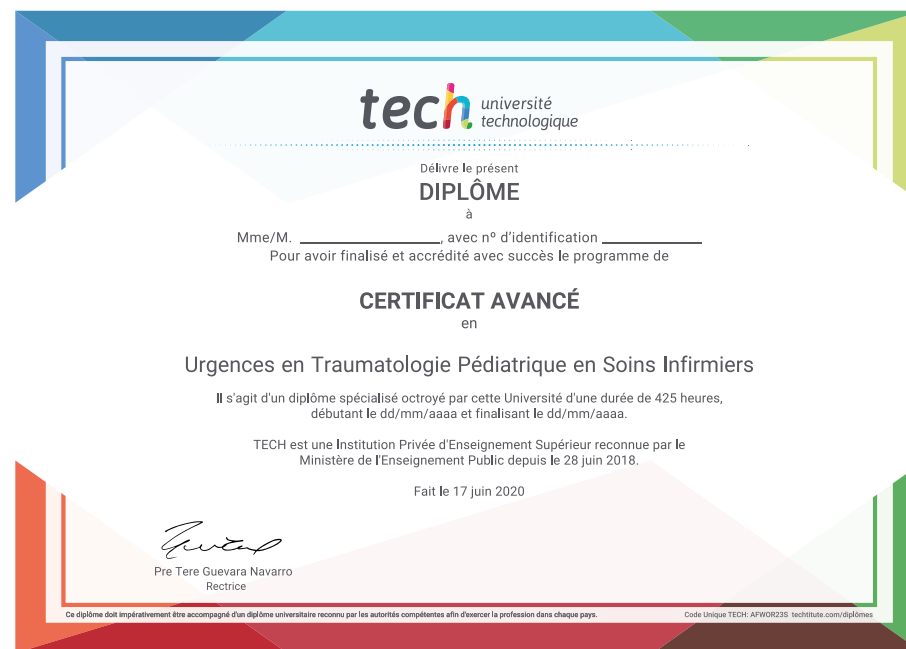 tech université
technologique
Délivre le présent
DIPLÔME
à
Mme/M. ____________, avec nº d'identification ____________
Pour avoir finalisé et accrédité avec succès le programme de
CERTIFICAT AVANCÉ
en
Urgences en Traumatologie Pédiatrique en Soins Infirmiers
Il s'agit d'un diplôme spécialisé octroyé par cette Université d'une durée de 425 heures,
débutant le dd/mm/aaaa et finalisant le dd/mm/aaaa.
TECH est une Institution Privée d'Enseignement Supérieur reconnue par le
Ministère de l'Enseignement Public depuis le 28 juin 2018.
Fait le 17 juin 2020
Pre Tere Guevara Navarro
Rectrice
Ce diplôme doit impérativement être accompagné d'un diplôme universitaire reconnu par les autorités compétentes afin d'exercer la profession dans chaque pays.
Code Unique TECH: AFWOR23S techtitute.com/diplômes